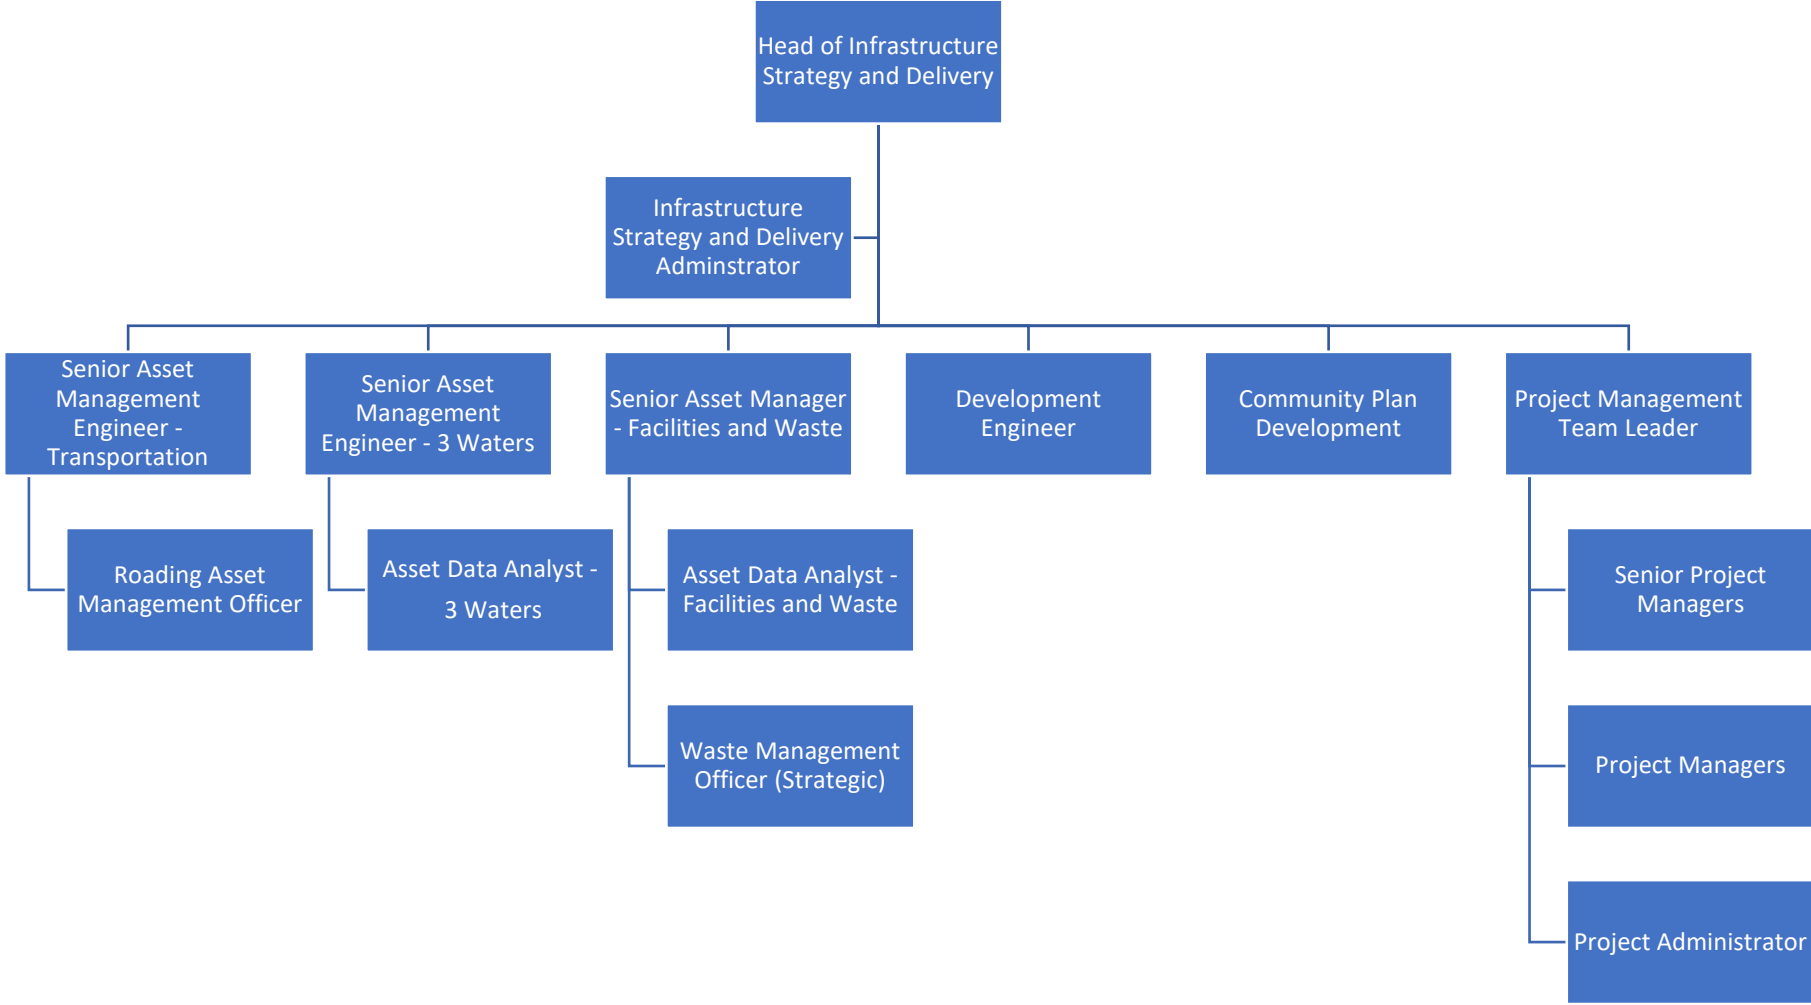 Head of Infrastructure
Strategy and Delivery
Infrastructure
Strategy and Delivery
Adminstrator
Senior Asset
Management
Engineer -
Transportation
Senior Asset
Management
Engineer - 3 Waters
Senior Asset Manager
- Facilities and Waste
Development
Engineer
Community Plan
Development
Project Management
Team Leader
Roading Asset
Management Officer
Asset Data Analyst -
3 Waters
Asset Data Analyst -
Facilities and Waste
Senior Project
Managers
Waste Management
Officer (Strategic)
Project Managers
Project Administrator